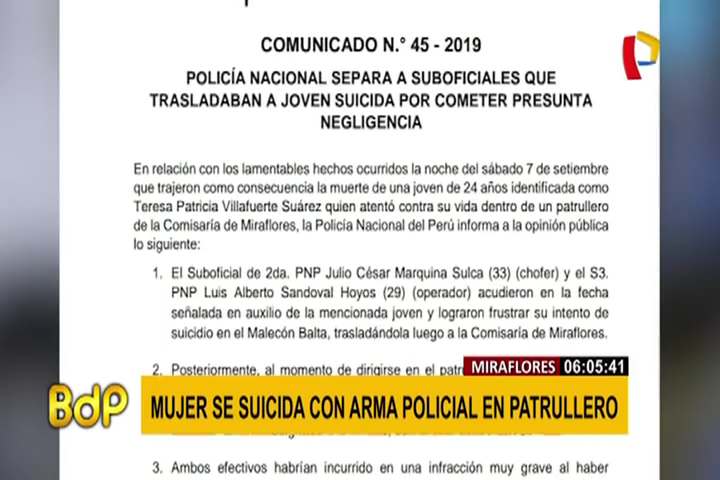 COMUNICADO N.° 45 - 2019
POLICÍA NACIONAL SEPARA A SUBOFICIALES QUE
TRASLADABAN A JOVEN SUICIDA POR COMETER PRESUNTA
NEGLIGENCIA
En relación con los lamentables hechos ocurridos la noche del sábado 7 de setiembre
que trajeron como consecuencia la muerte de una joven de 24 años identificada como
Teresa Patricia Villafuerte Suárez quien atentó contra su vida dentro de un patrullero
de la Comisaría de Miraflores, la Policía Nacional del Perú informa a la opinión pública
lo siguiente:
1. El Suboficial de 2da. PNP Julio César Marquina Sulca (33) (chofer) y el S3.
PNP Luis Alberto Sandoval Hoyos (29) (operador) acudieron en la fecha
señalada en auxilio de la mencionada joven y lograron frustrar su intento de
suicidio en el Malecón Balta, trasladándola luego a la Comisaría de Miraflores.
2. Posteriormente, al momento de dirigirse en el
MIRAFLORES 06:05:41
BdP
MUJER SE SUICIDA CON ARMA POLICIAL EN PATRULLERO
3. Ambos efectivos habrían incurrido en una infracción muy grave al haber